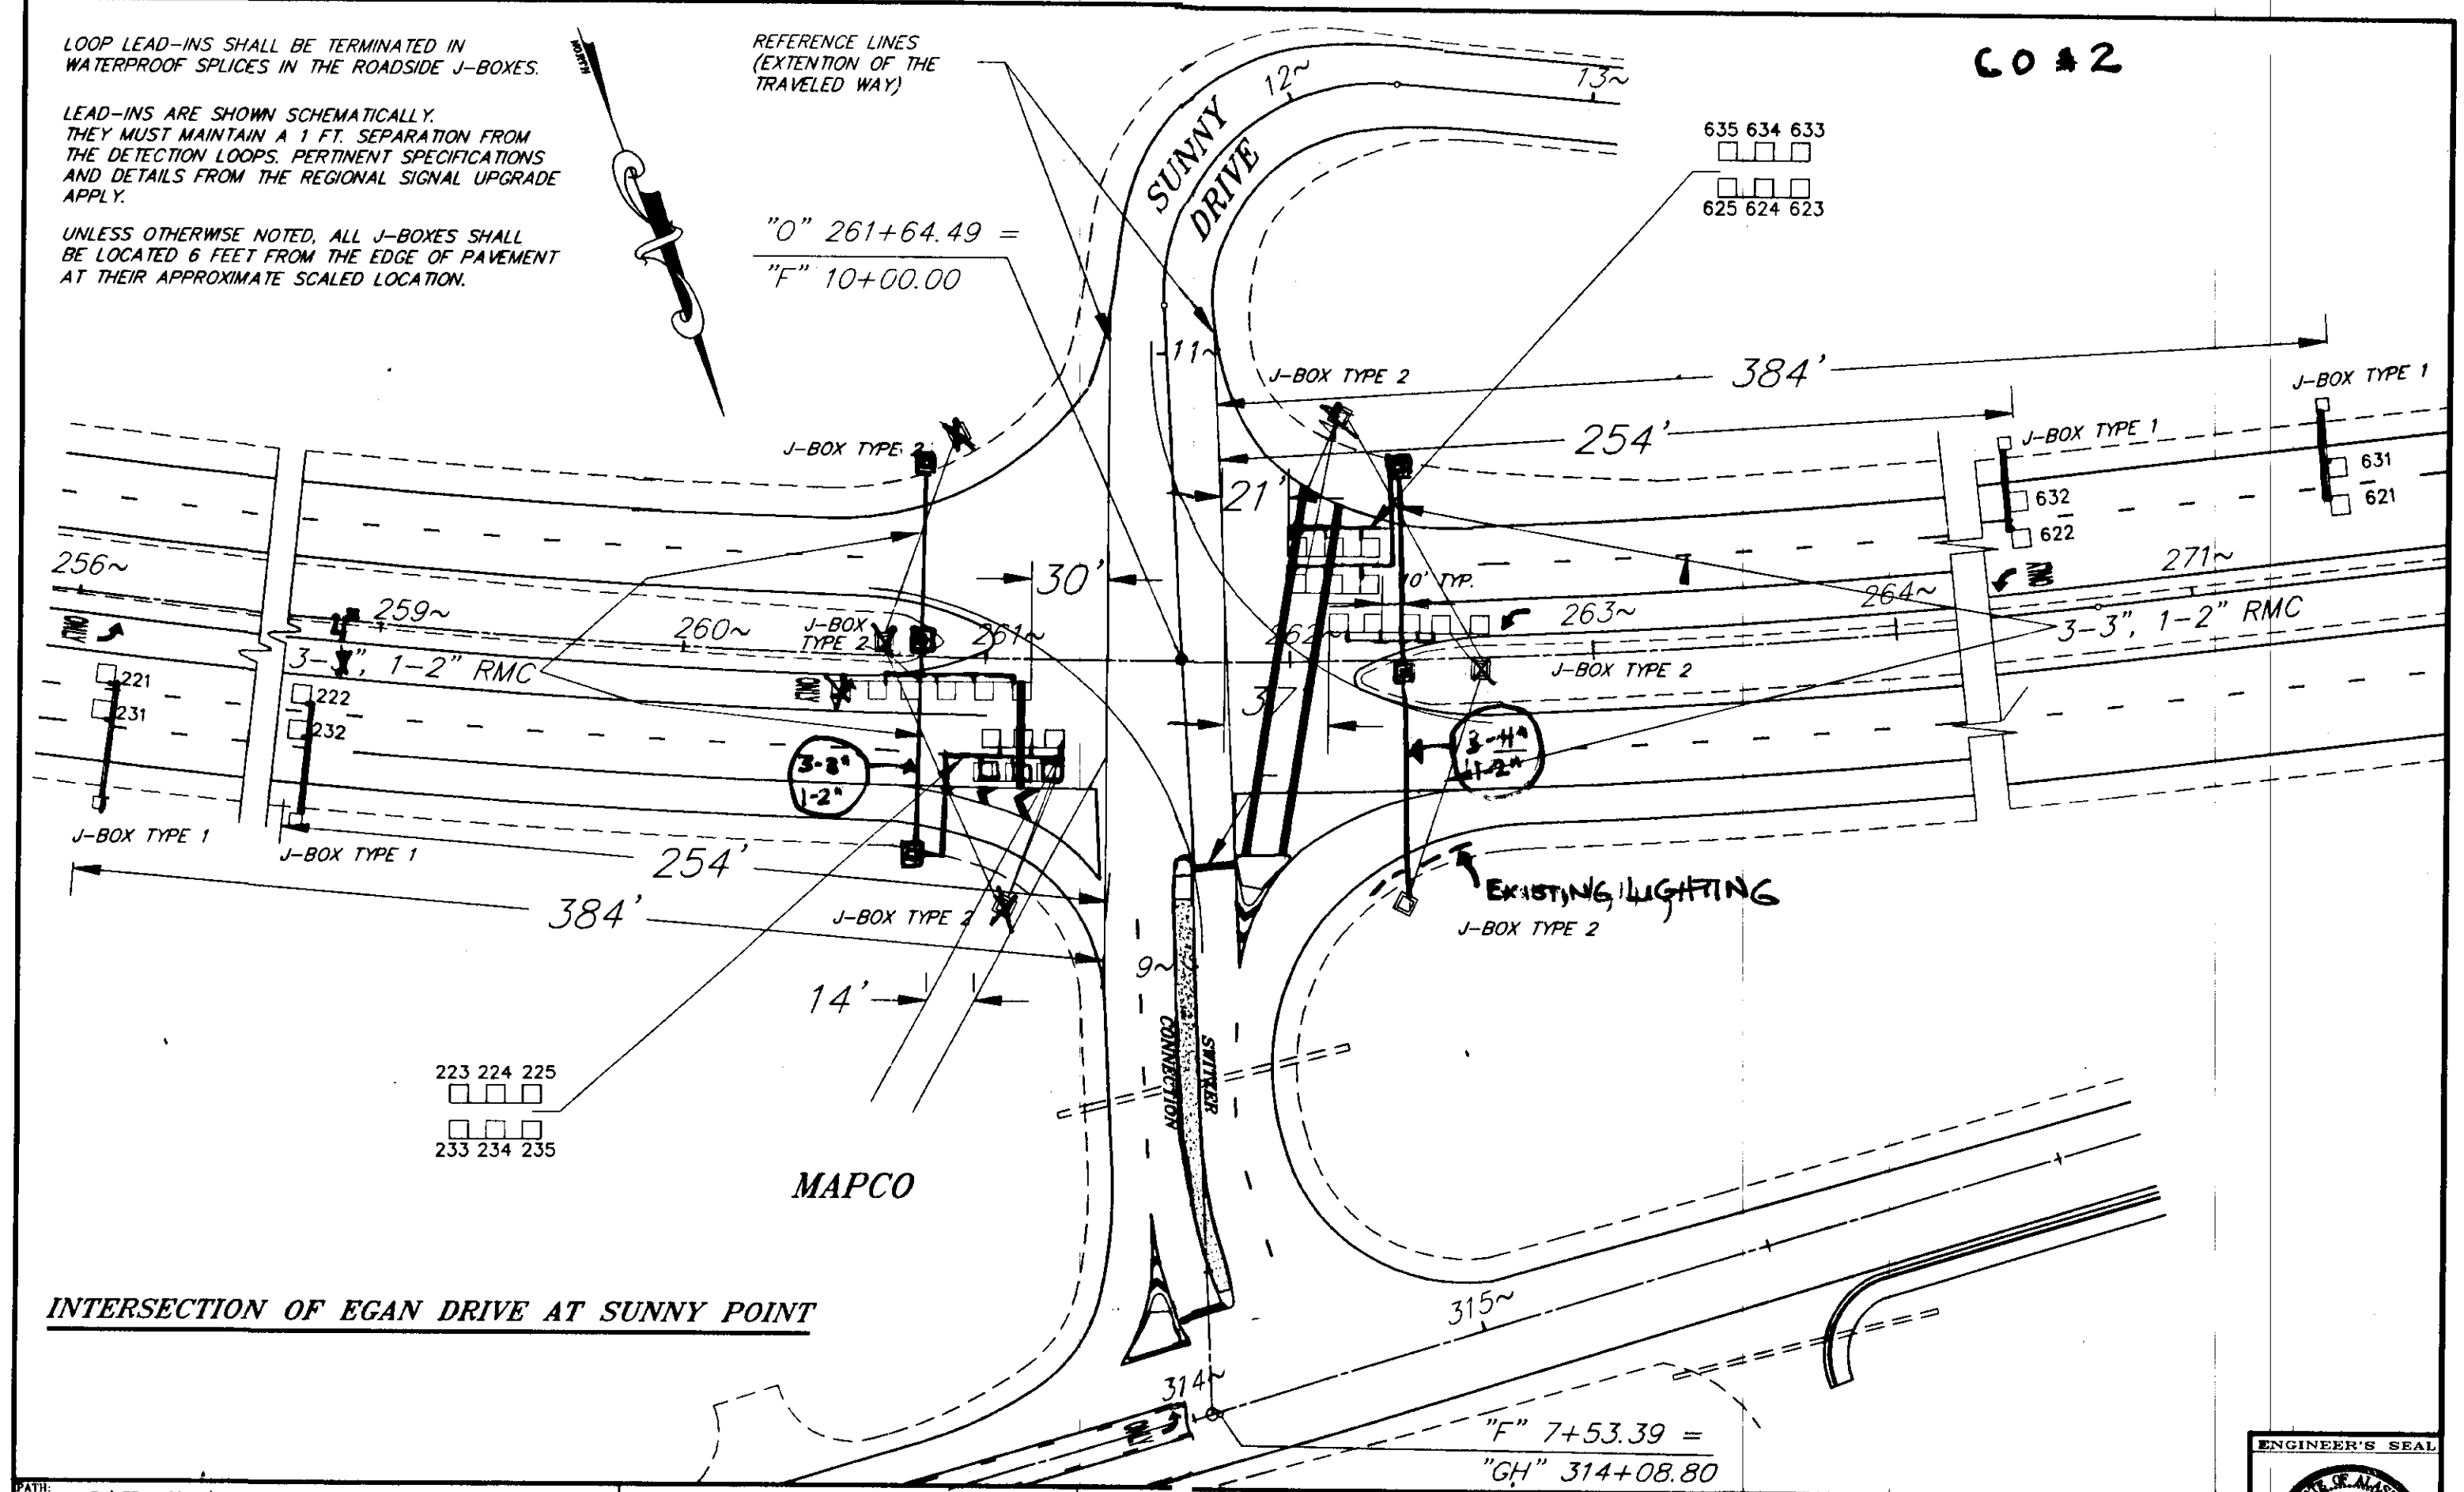 LOOP LEAD-INS SHALL BE TERMINATED IN
WATERPROOF SPLICES IN THE ROADSIDE J-BOXES.
LEAD-INS ARE SHOWN SCHEMATICALLY.
THEY MUST MAINTAIN A 1 FT. SEPARATION FROM
THE DETECTION LOOPS. PERTINENT SPECIFICATIONS
AND DETAILS FROM THE REGIONAL SIGNAL UPGRADE
APPLY.
UNLESS OTHERWISE NOTED, ALL J-BOXES SHALL
BE LOCATED 6 FEET FROM THE EDGE OF PAVEMENT
AT THEIR APPROXIMATE SCALED LOCATION.
REFERENCE LINES
(EXTENTION OF THE
TRAVELED WAY)
"O" 261+64.49 =
"F" 10+00.00
SUNNY
DRIVE
12~
13~
11~
CO #2
635 634 633
625 624 623
J-BOX TYPE 2
384'
J-BOX TYPE 1
254'
J-BOX TYPE 1
631
621
632
622
J-BOX TYPE 2
21'
30'
10' TYP.
256~
259~
260~
J-BOX
TYPE 2
261~
262~
263~
264~
271~
ONLY
3-3", 1-2" RMC
3-3", 1-2" RMC
J-BOX TYPE 2
ONLY
221
231
222
232
37'
3-3"
1-2"
1-2"
J-BOX TYPE 1
J-BOX TYPE 1
254'
384'
J-BOX TYPE 2
EXISTING LIGHTING
J-BOX TYPE 2
14'
9~
SWITZER
CONNECTION
223 224 225
233 234 235
MAPCO
INTERSECTION OF EGAN DRIVE AT SUNNY POINT
315~
314~
"F" 7+53.39 =
"GH" 314+08.80
ENGINEER'S SEAL
PATH: